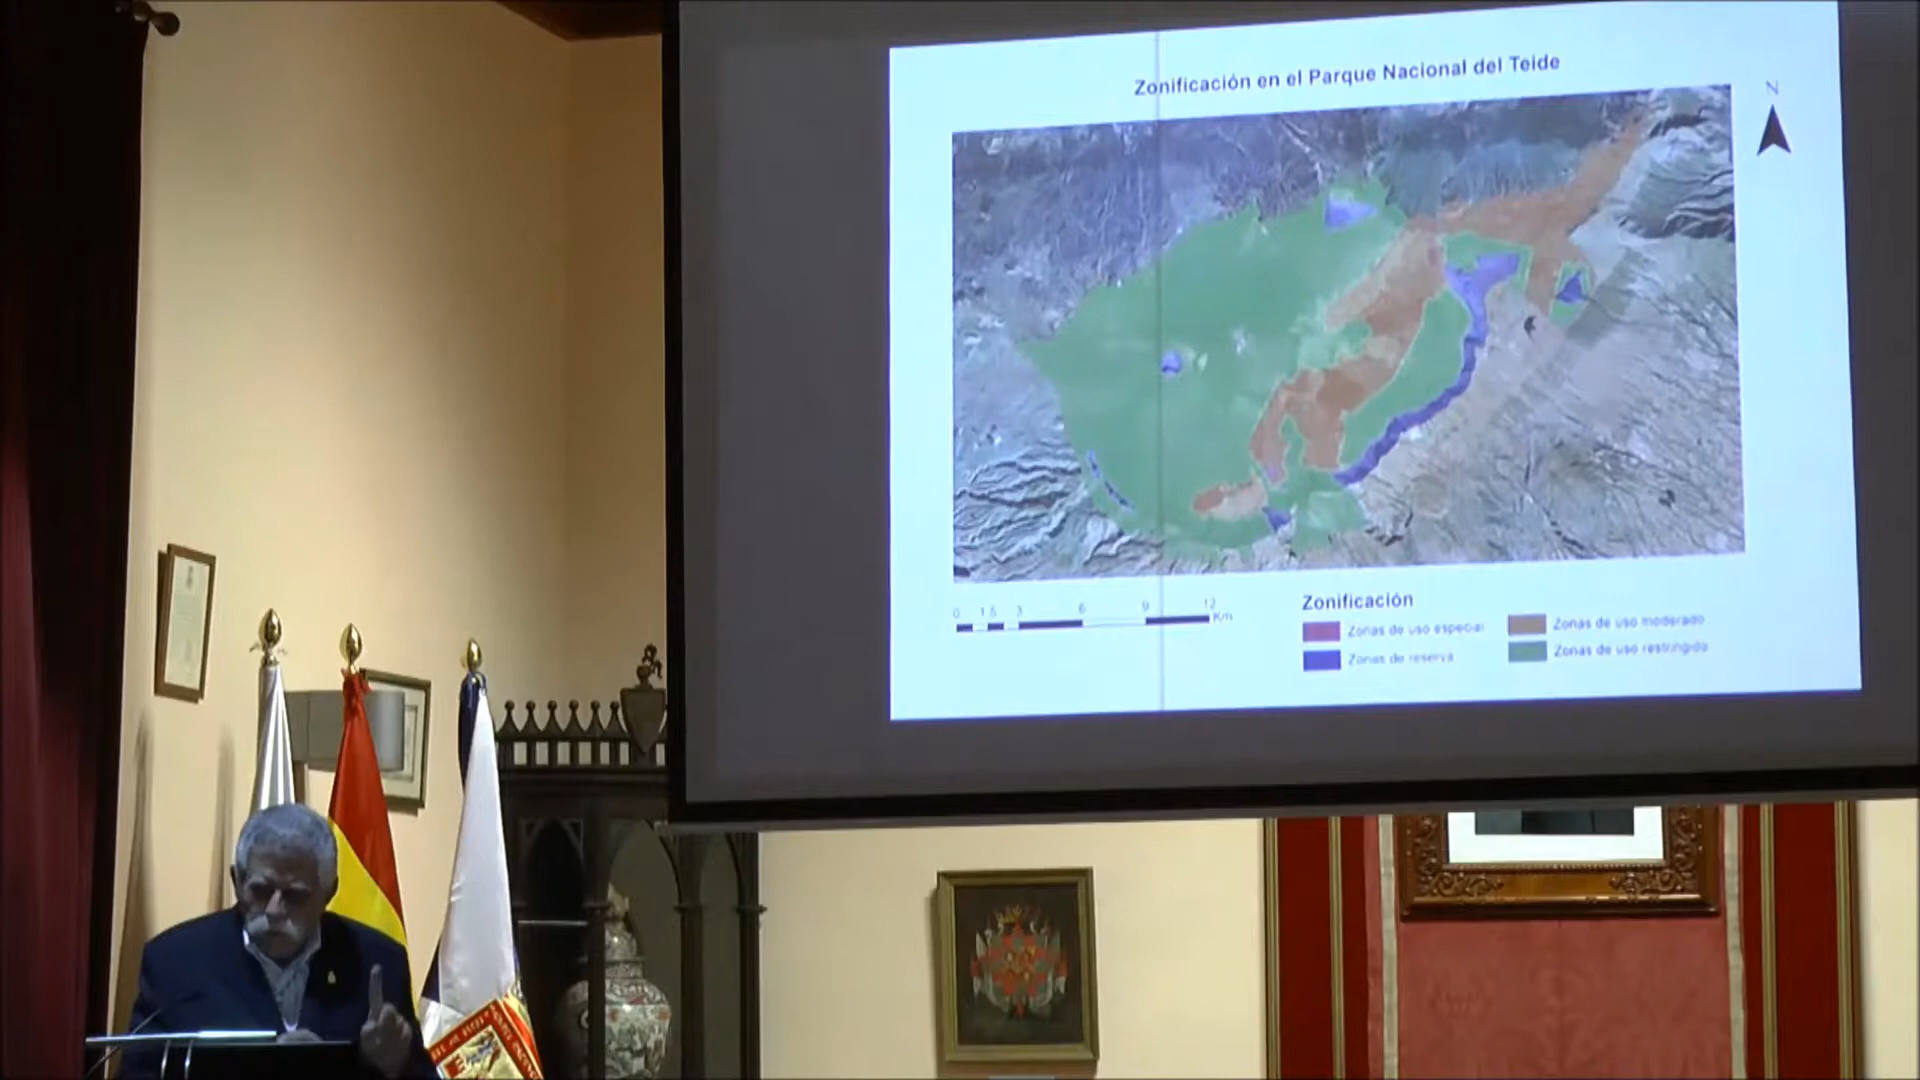 Zonificación en el Parque Nacional del Teide
N
0 1.5 3 6 9 12
Km
Zonificación
Zonas de uso especial
Zonas de uso moderado
Zonas de reserva
Zonas de uso restringido